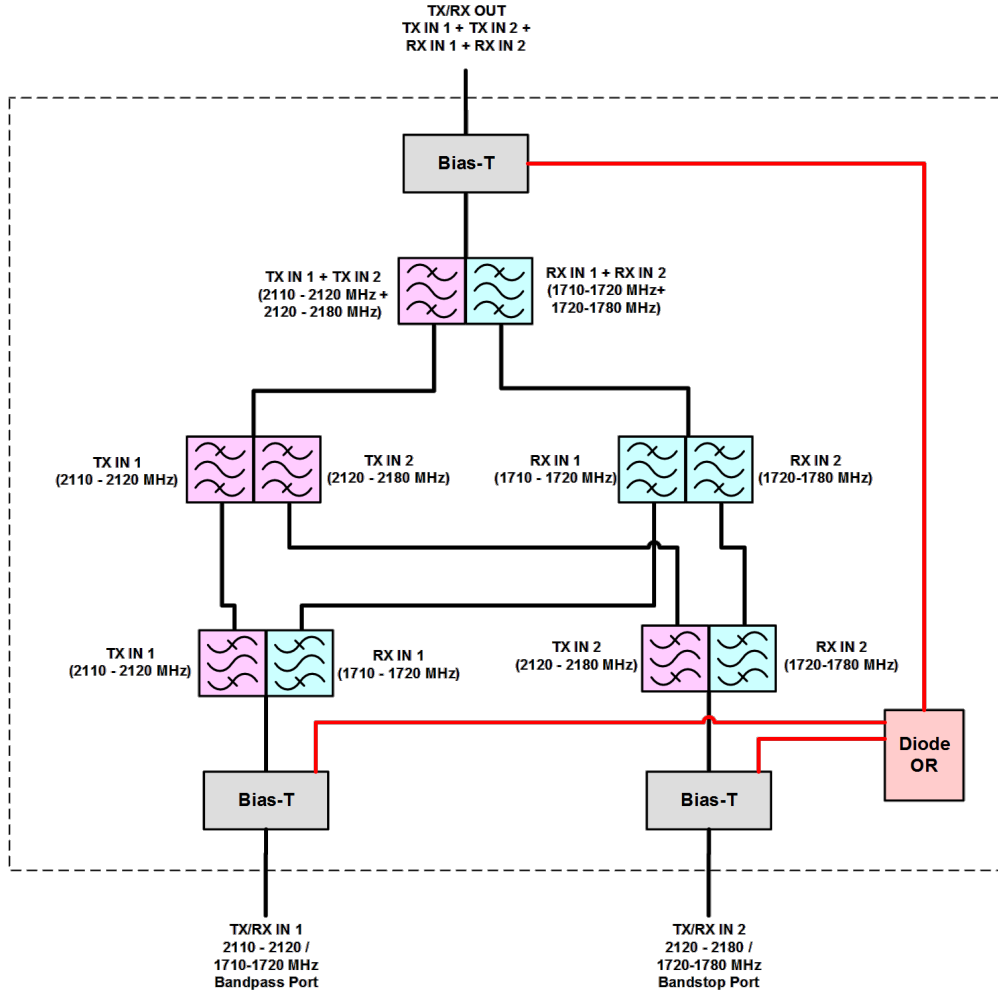 TX/RX OUT
TX IN 1 + TX IN 2 +
RX IN 1 + RX IN 2
Bias-T
TX IN 1 + TX IN 2
(2110 - 2120 MHz +
2120 - 2180 MHz)
RX IN 1 + RX IN 2
(1710-1720 MHz+
1720-1780 MHz)
TX IN 1
(2110 - 2120 MHz)
TX IN 2
(2120 - 2180 MHz)
RX IN 1
(1710 - 1720 MHz)
RX IN 2
(1720-1780 MHz)
TX IN 1
(2110 - 2120 MHz)
RX IN 1
(1710 - 1720 MHz)
TX IN 2
(2120 - 2180 MHz)
RX IN 2
(1720-1780 MHz)
Diode
OR
Bias-T
Bias-T
TX/RX IN 1
2110 - 2120 /
1710-1720 MHz
Bandpass Port
TX/RX IN 2
2120 - 2180 /
1720-1780 MHz
Bandstop Port